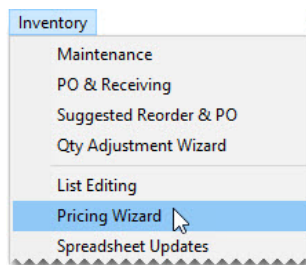 Inventory
Maintenance
PO & Receiving
Suggested Reorder & PO
Qty Adjustment Wizard
List Editing
Pricing Wizard
Spreadsheet Updates